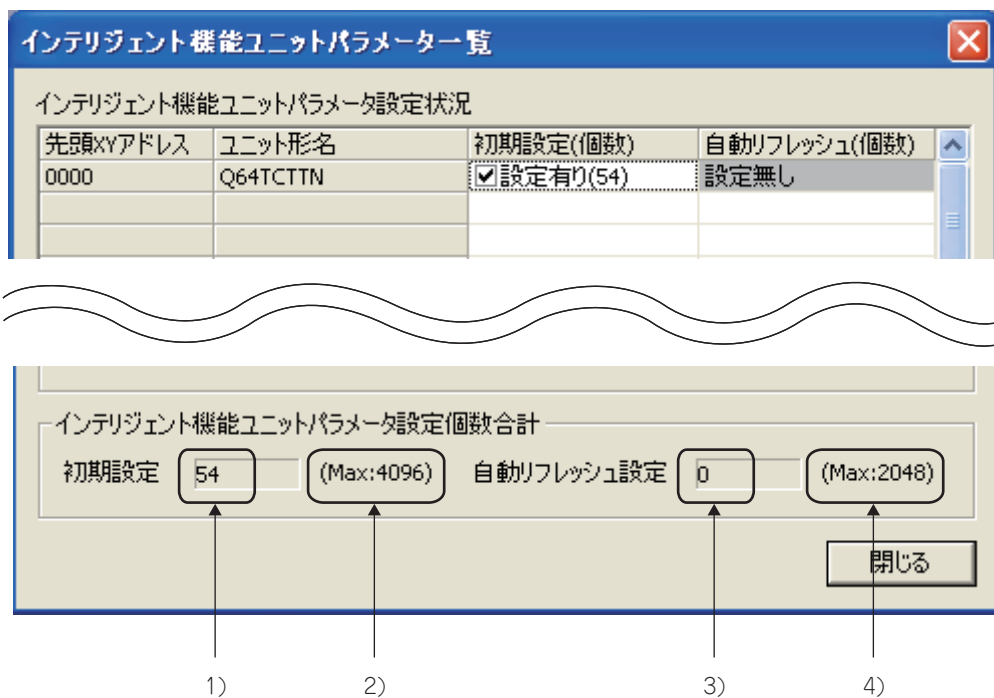 インテリジェント機能ユニットパラメーター覧
インテリジェント機能ユニットパラメータ設定状況
先頭XYアドレス ユニット形名 初期設定(個数) 自動リフレッシュ(個数)
0000 Q64TCTTN 設定有り(54) 設定無し
インテリジェント機能ユニットパラメータ設定個数合計
初期設定 54 (Max:4096) 自動リフレッシュ設定 0 (Max:2048)
閉じる
1) 2) 3) 4)